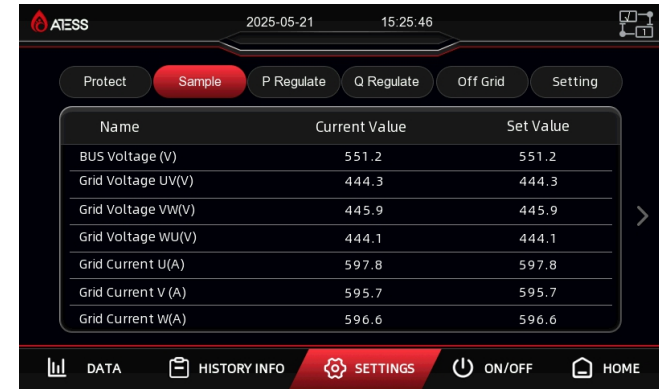 ATESS 2025-05-21 15:25:46
1
Protect Sample P Regulate Q Regulate Off Grid Setting
Name Current Value Set Value
BUS Voltage (V) 551.2 551.2
Grid Voltage UV(V) 444.3 444.3
Grid Voltage VW(V) 445.9 445.9
Grid Voltage WU(V) 444.1 444.1
Grid Current U(A) 597.8 597.8
Grid Current V (A) 595.7 595.7
Grid Current W(A) 596.6 596.6
DATA HISTORY INFO SETTINGS ON/OFF HOME